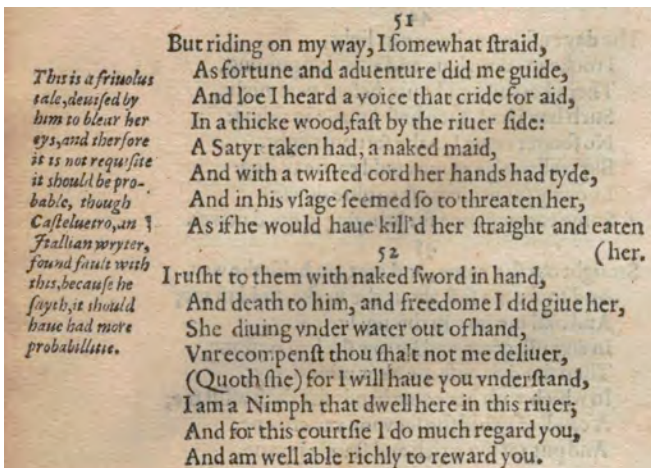 51
But riding on my way, I ſomewhat ſtraid,
As fortune and aduenture did me guide,
And loe I heard a voice that cride for aid,
In a thicke wood, faſt by the riuer ſide:
A Satyr taken had, a naked maid,
And with a twiſted cord her hands had tyde,
And in his vſage ſeemed ſo to threaten her,
As if he would haue kill'd her ſtraight and eaten
(her.
52
I ruſht to them with naked ſword in hand,
And death to him, and freedome I did giue her,
She diuing vnder water out of hand,
Vnrecompenſt thou ſhalt not me deliuer,
(Quoth ſhe) for I will haue you vnderſtand,
I am a Nimph that dwell here in this riuer;
And for this courtſie I do much regard you,
And am well able richly to reward you.
This is a friuolus
tale, deuiſed by
him to blear her
eys, and therfore
it is not requiſite
it ſhould be pro-
bable, though
Caſteluetro, an
Itallian wryter,
found fault with
this, becauſe he
ſayth, it ſhould
haue had more
probabillitie.